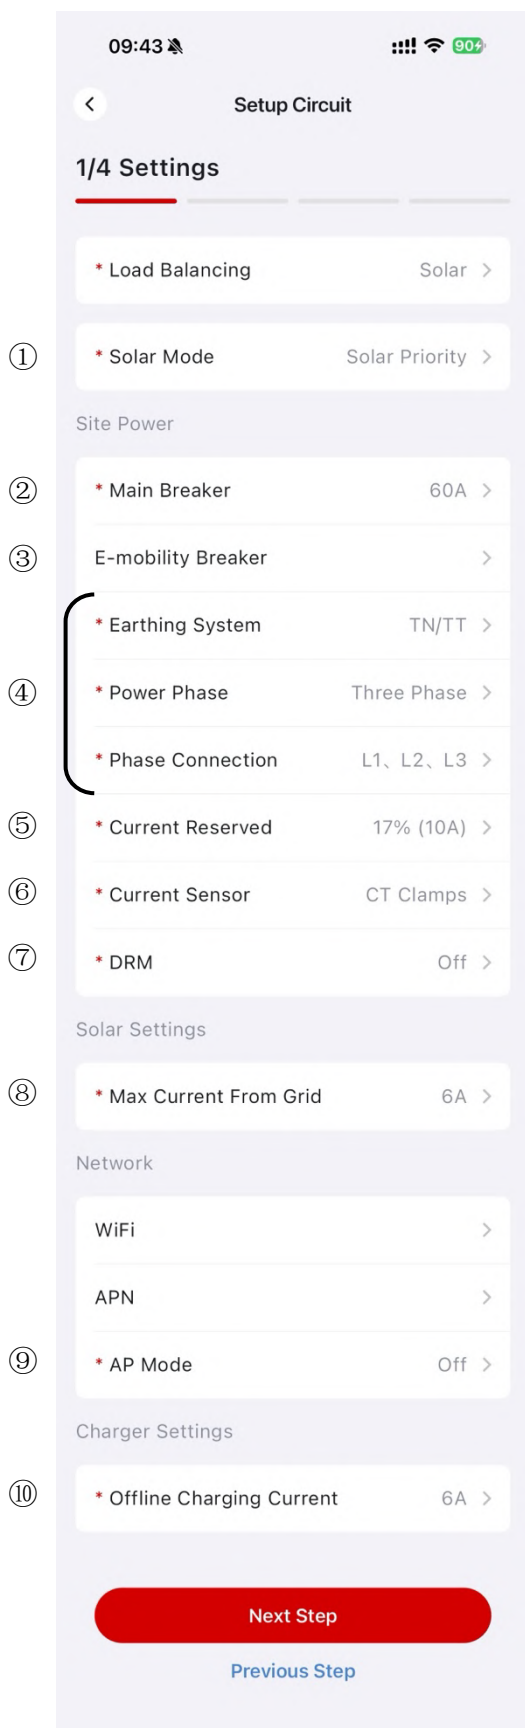 09:43 90
Setup Circuit
1/4 Settings
* Load Balancing Solar
① * Solar Mode Solar Priority
Site Power
② * Main Breaker 60A
③ E-mobility Breaker
* Earthing System TN/TT
④ * Power Phase Three Phase
* Phase Connection L1、L2、L3
⑤ * Current Reserved 17% (10A)
⑥ * Current Sensor CT Clamps
⑦ * DRM Off
Solar Settings
⑧ * Max Current From Grid 6A
Network
WiFi
APN
⑨ * AP Mode Off
Charger Settings
⑩ * Offline Charging Current 6A
Next Step
Previous Step